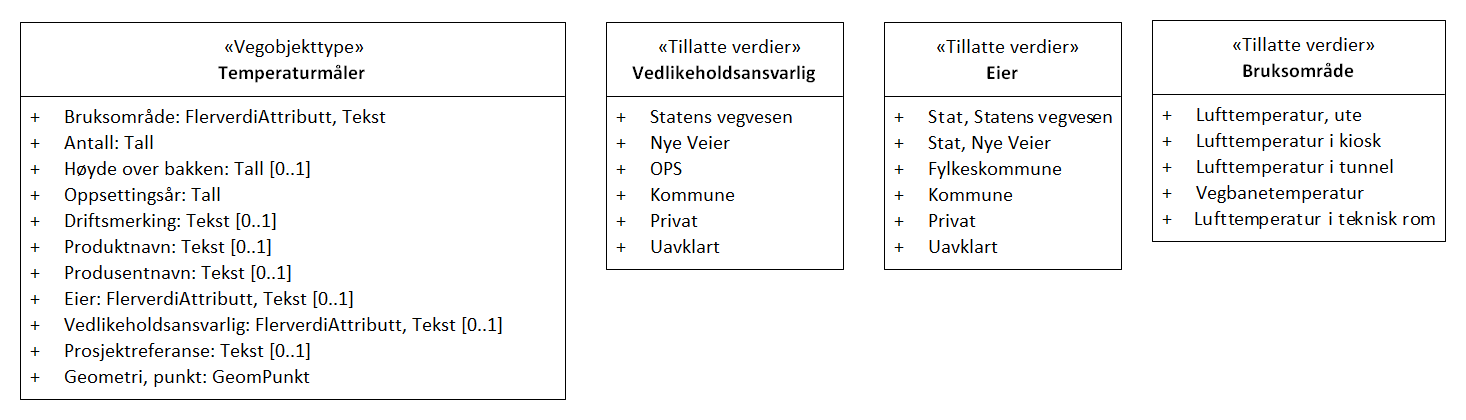 «Vegobjekttype»
Temperaturmåler
+ Bruksområde: FlerverdiAttributt, Tekst
+ Antall: Tall
+ Høyde over bakken: Tall [0..1]
+ Oppsettingsår: Tall
+ Driftsmerking: Tekst [0..1]
+ Produktnavn: Tekst [0..1]
+ Produsentnavn: Tekst [0..1]
+ Eier: FlerverdiAttributt, Tekst [0..1]
+ Vedlikeholdsansvarlig: FlerverdiAttributt, Tekst [0..1]
+ Prosjektreferanse: Tekst [0..1]
+ Geometri, punkt: GeomPunkt
«Tillatte verdier»
Vedlikeholdsansvarlig
+ Statens vegvesen
+ Nye Veier
+ OPS
+ Kommune
+ Privat
+ Uavklart
«Tillatte verdier»
Eier
+ Stat, Statens vegvesen
+ Stat, Nye Veier
+ Fylkeskommune
+ Kommune
+ Privat
+ Uavklart
«Tillatte verdier»
Bruksområde
+ Lufttemperatur, ute
+ Lufttemperatur i kiosk
+ Lufttemperatur i tunnel
+ Vegbanetemperatur
+ Lufttemperatur i teknisk rom